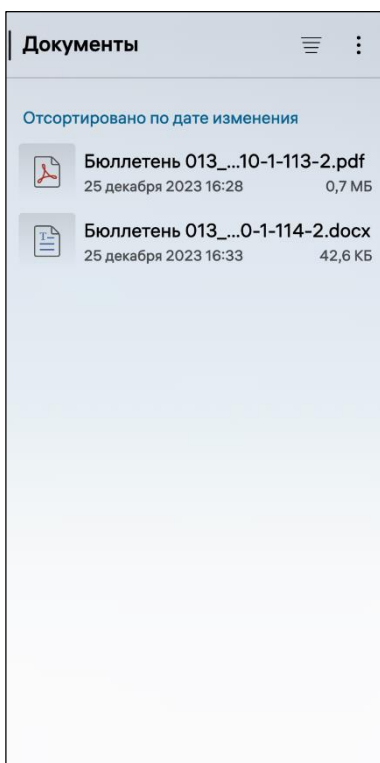 Документы
Отсортировано по дате изменения
Бюллетень 013_...10-1-113-2.pdf
25 декабря 2023 16:28 0,7 МБ
Бюллетень 013_...0-1-114-2.docx
25 декабря 2023 16:33 42,6 КБ